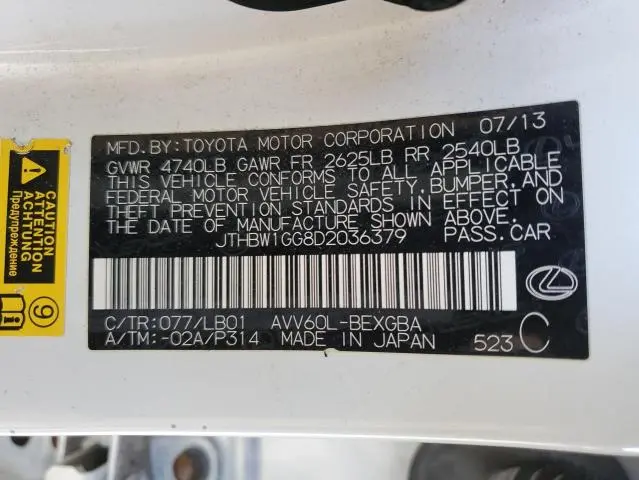 MFD.BY:TOYOTA MOTOR CORPORATION 07/13
GVWR 4740LB GAWR FR 2625LB RR 2540LB
THIS VEHICLE CONFORMS TO ALL APPLICABLE
FEDERAL MOTOR VEHICLE SAFETY,BUMPER,AND
THEFT PREVENTION STANDARDS IN EFFECT ON
THE DATE OF MANUFACTURE SHOWN ABOVE.
JTHBW1GG8D2036379 PASS.CAR
C/TR:077/LB01 AVV60L-BEXGBA
A/TM:-02A/P314 MADE IN JAPAN 523 C
CAUTION
ATTENTION
ACHTUNG
Предупреждение
9